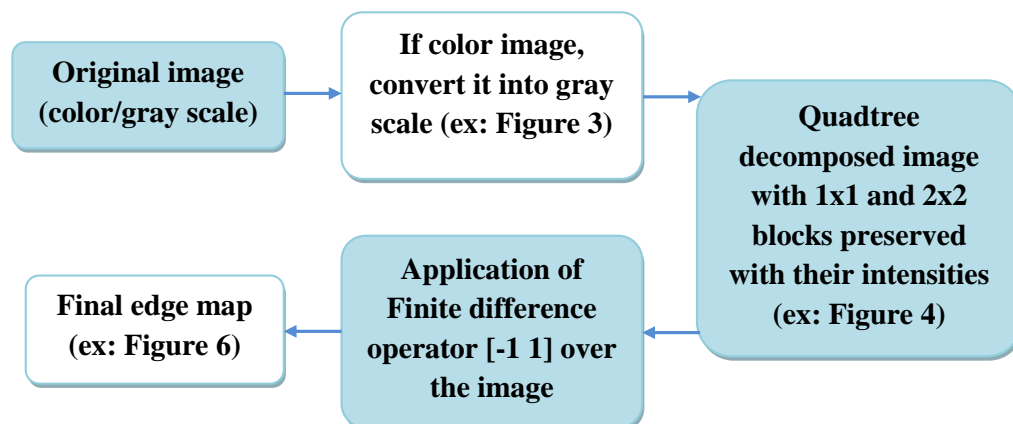 Original image
(color/gray scale)
If color image,
convert it into gray
scale (ex: Figure 3)
Quadtree
decomposed image
with 1x1 and 2x2
blocks preserved
with their intensities
(ex: Figure 4)
Application of
Finite difference
operator [-1 1] over
the image
Final edge map
(ex: Figure 6)